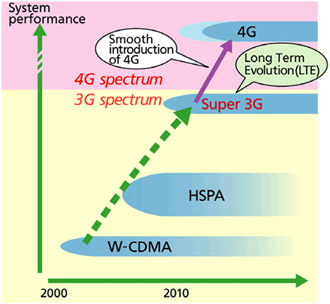 System
performance
Smooth
introduction
of 4G
4G
Long Term
Evolution(LTE)
4G spectrum
3G spectrum
Super 3G
HSPA
W-CDMA
2000
2010